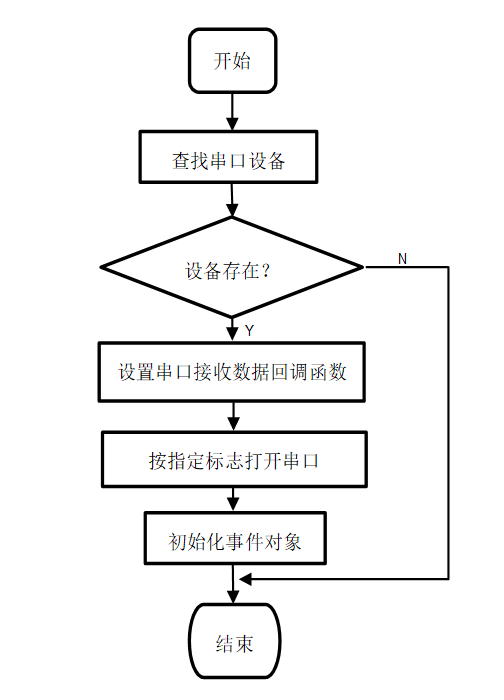 开始
查找串口设备
设备存在?
N
Y
设置串口接收数据回调函数
按指定标志打开串口
初始化事件对象
结束